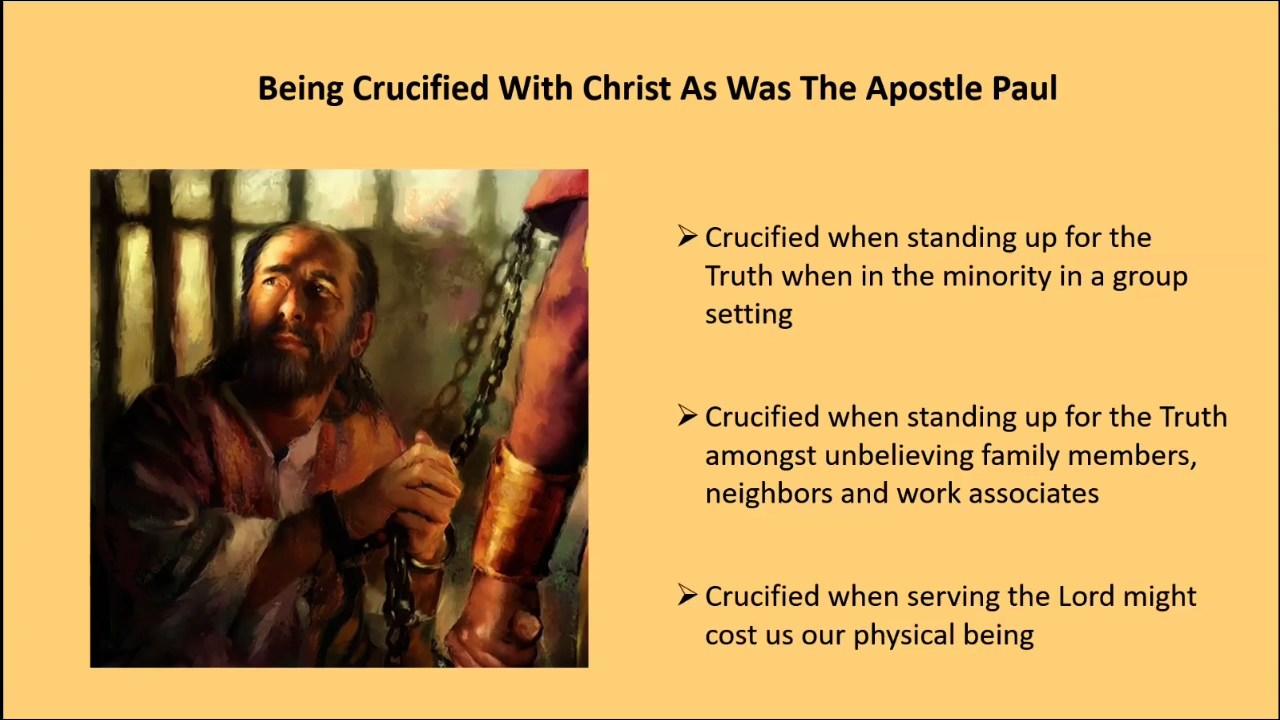 Being Crucified With Christ As Was The Apostle Paul
➢ Crucified when standing up for the
Truth when in the minority in a group
setting
➢ Crucified when standing up for the Truth
amongst unbelieving family members,
neighbors and work associates
➢ Crucified when serving the Lord might
cost us our physical being